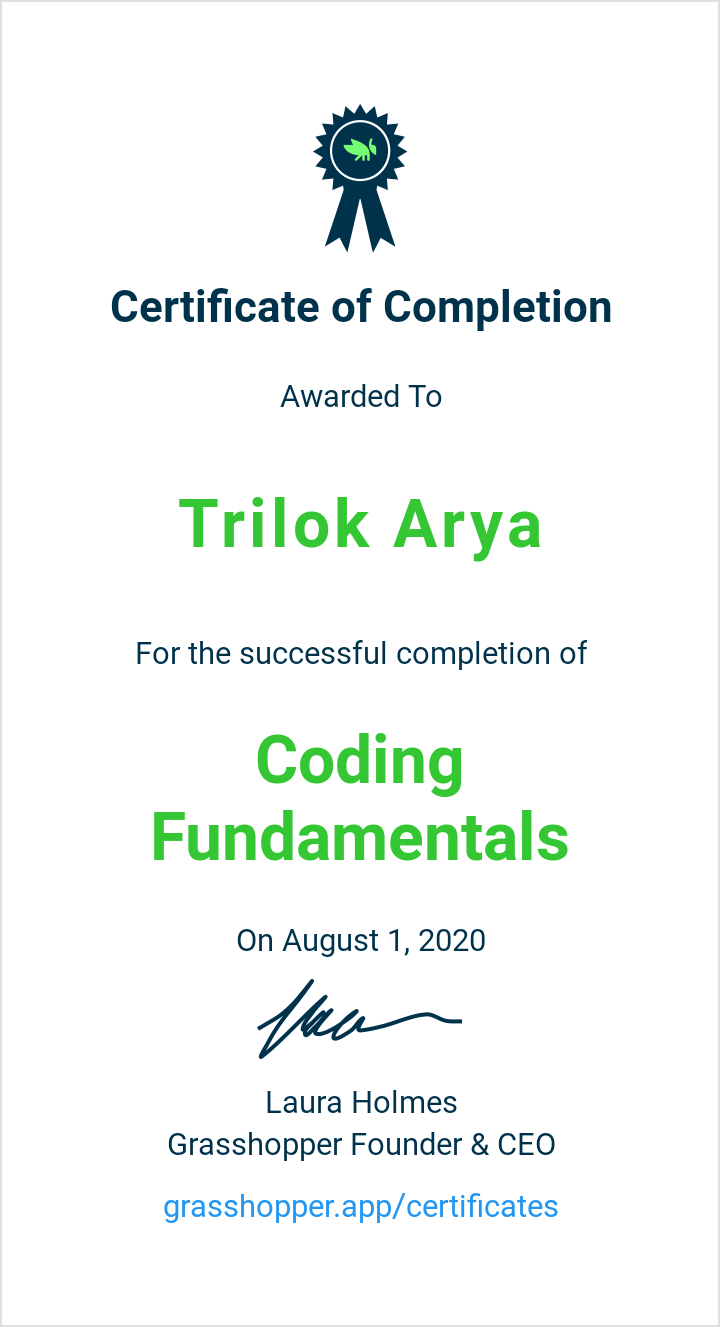 Certificate of Completion
Awarded To
Trilok Arya
For the successful completion of
Coding
Fundamentals
On August 1, 2020
Laura Holmes
Grasshopper Founder & CEO
grasshopper.app/certificates